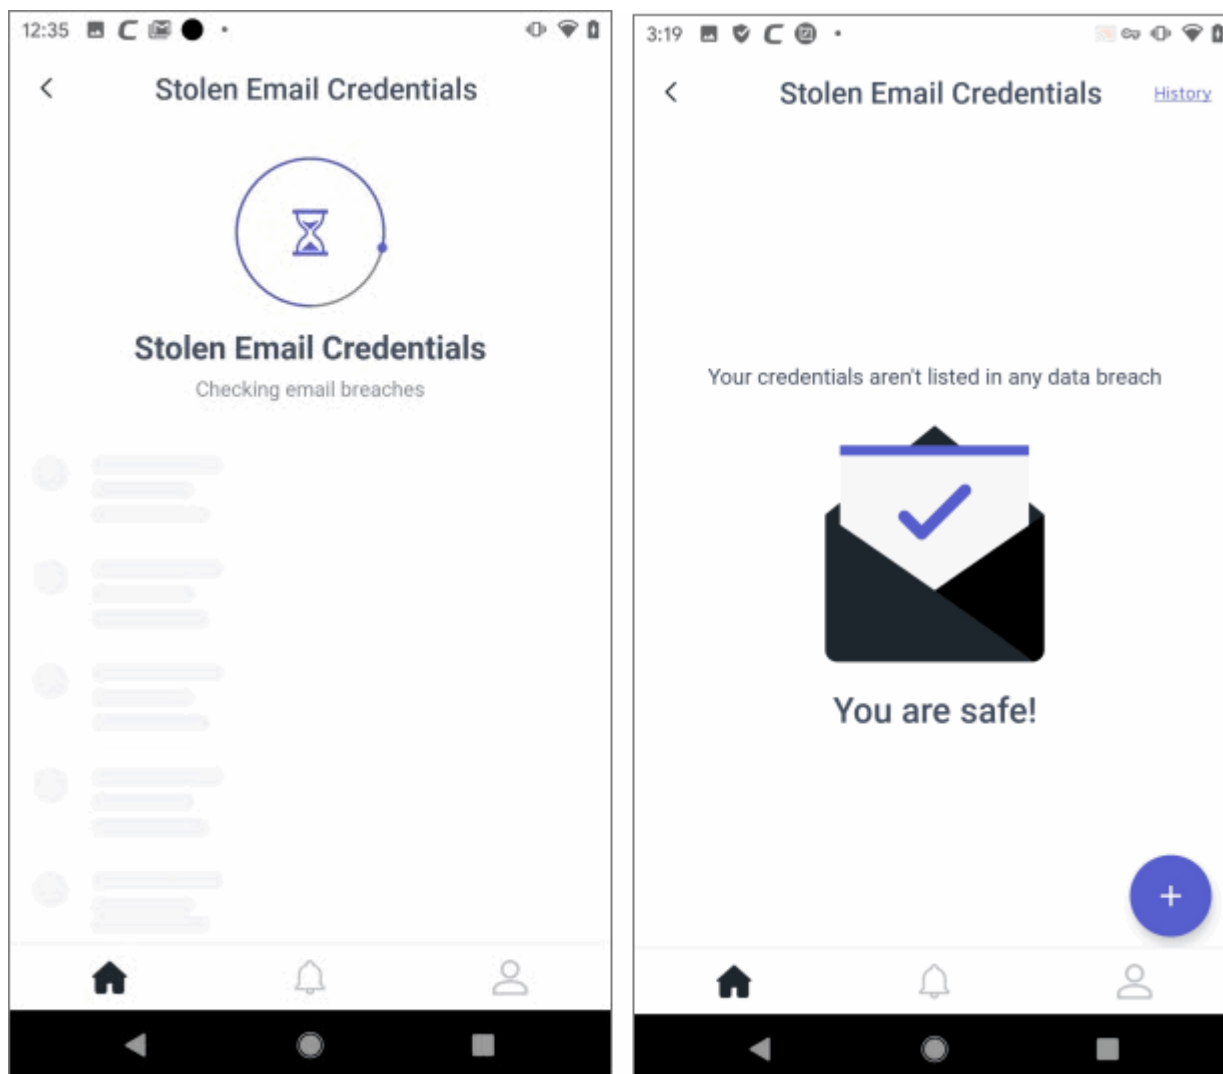 12:35
Stolen Email Credentials
Stolen Email Credentials
Checking email breaches
3:19
Stolen Email Credentials
History
Your credentials aren't listed in any data breach
You are safe!
+